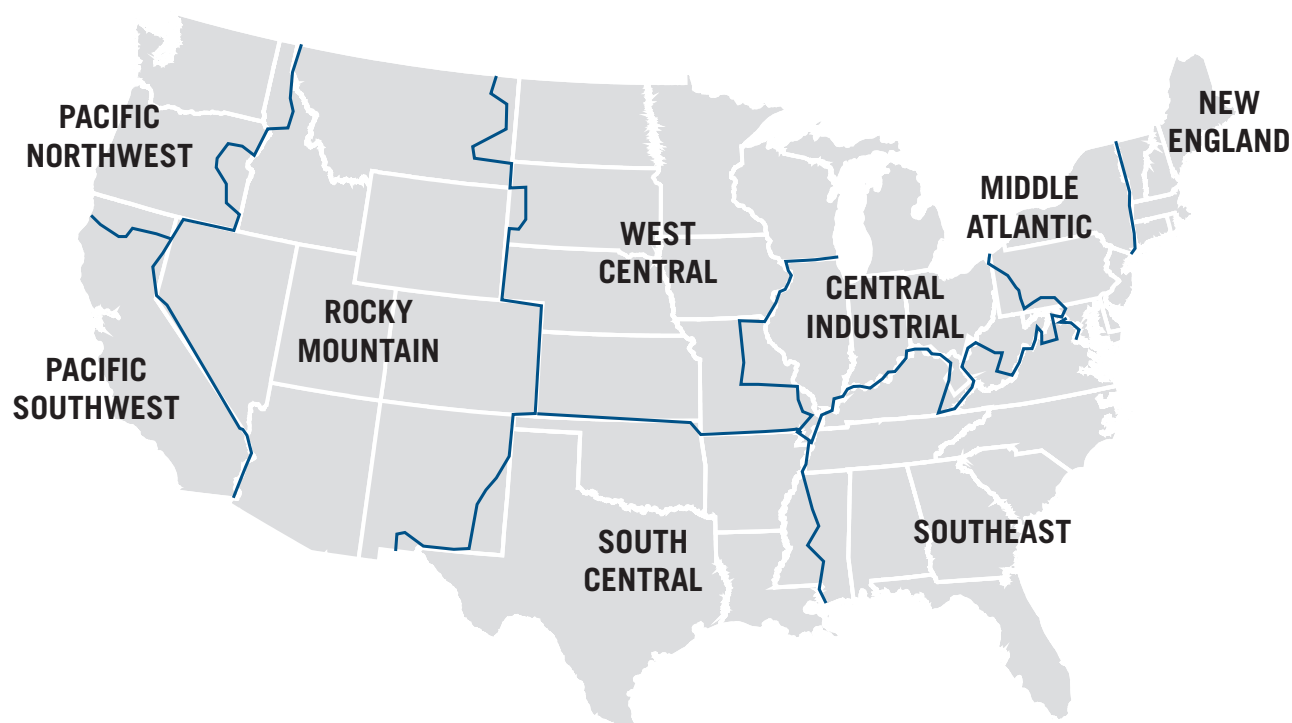 PACIFIC
NORTHWEST
NEW
ENGLAND
MIDDLE
ATLANTIC
WEST
CENTRAL
CENTRAL
INDUSTRIAL
ROCKY
MOUNTAIN
PACIFIC
SOUTHWEST
SOUTH
CENTRAL
SOUTHEAST